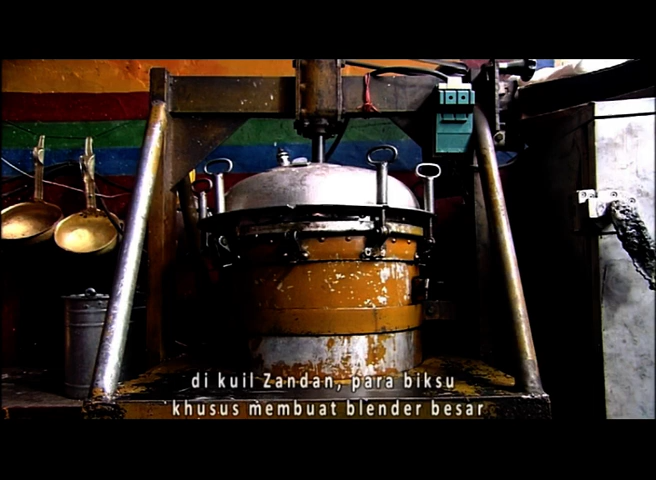 di kuil Zandan, para biksu
khusus membuat blender besar